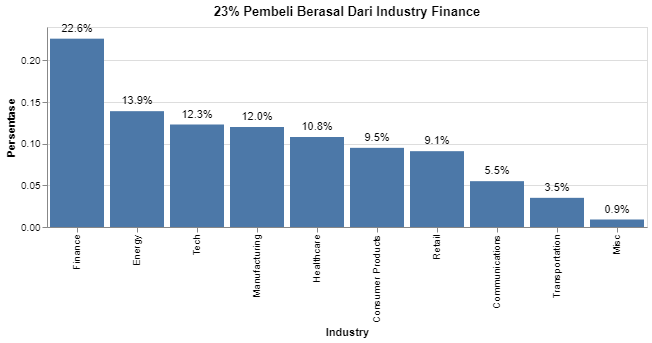 23% Pembeli Berasal Dari Industry Finance
Persentase
0.20
0.15
0.10
0.05
0.00
22.6%
13.9%
12.3%
12.0%
10.8%
9.5%
9.1%
5.5%
3.5%
0.9%
Finance
Energy
Tech
Manufacturing
Healthcare
Consumer Products
Retail
Communications
Transportation
Misc
Industry